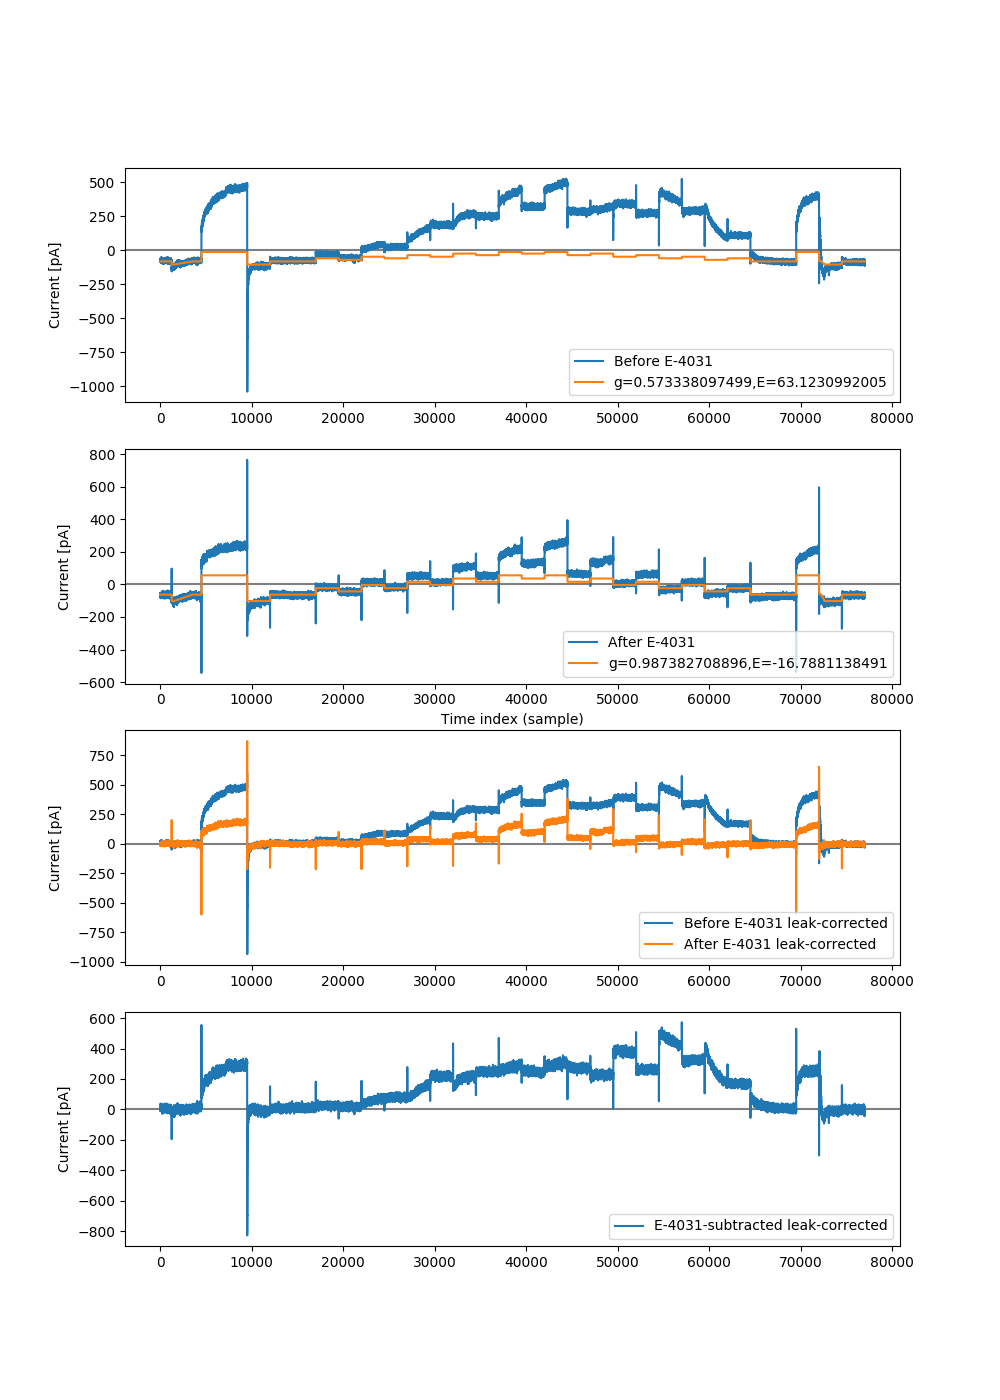 500
250
0
−250
−500
−750
−1000
Current [pA]
Before E-4031
g=0.573338097499,E=63.1230992005
0 10000 20000 30000 40000 50000 60000 70000 80000
800
600
400
200
0
−200
−400
−600
Current [pA]
After E-4031
g=0.987382708896,E=-16.7881138491
0 10000 20000 30000 40000 50000 60000 70000 80000
Time index (sample)
750
500
250
0
−250
−500
−750
−1000
Current [pA]
Before E-4031 leak-corrected
After E-4031 leak-corrected
0 10000 20000 30000 40000 50000 60000 70000 80000
600
400
200
0
−200
−400
−600
−800
Current [pA]
E-4031-subtracted leak-corrected
0 10000 20000 30000 40000 50000 60000 70000 80000